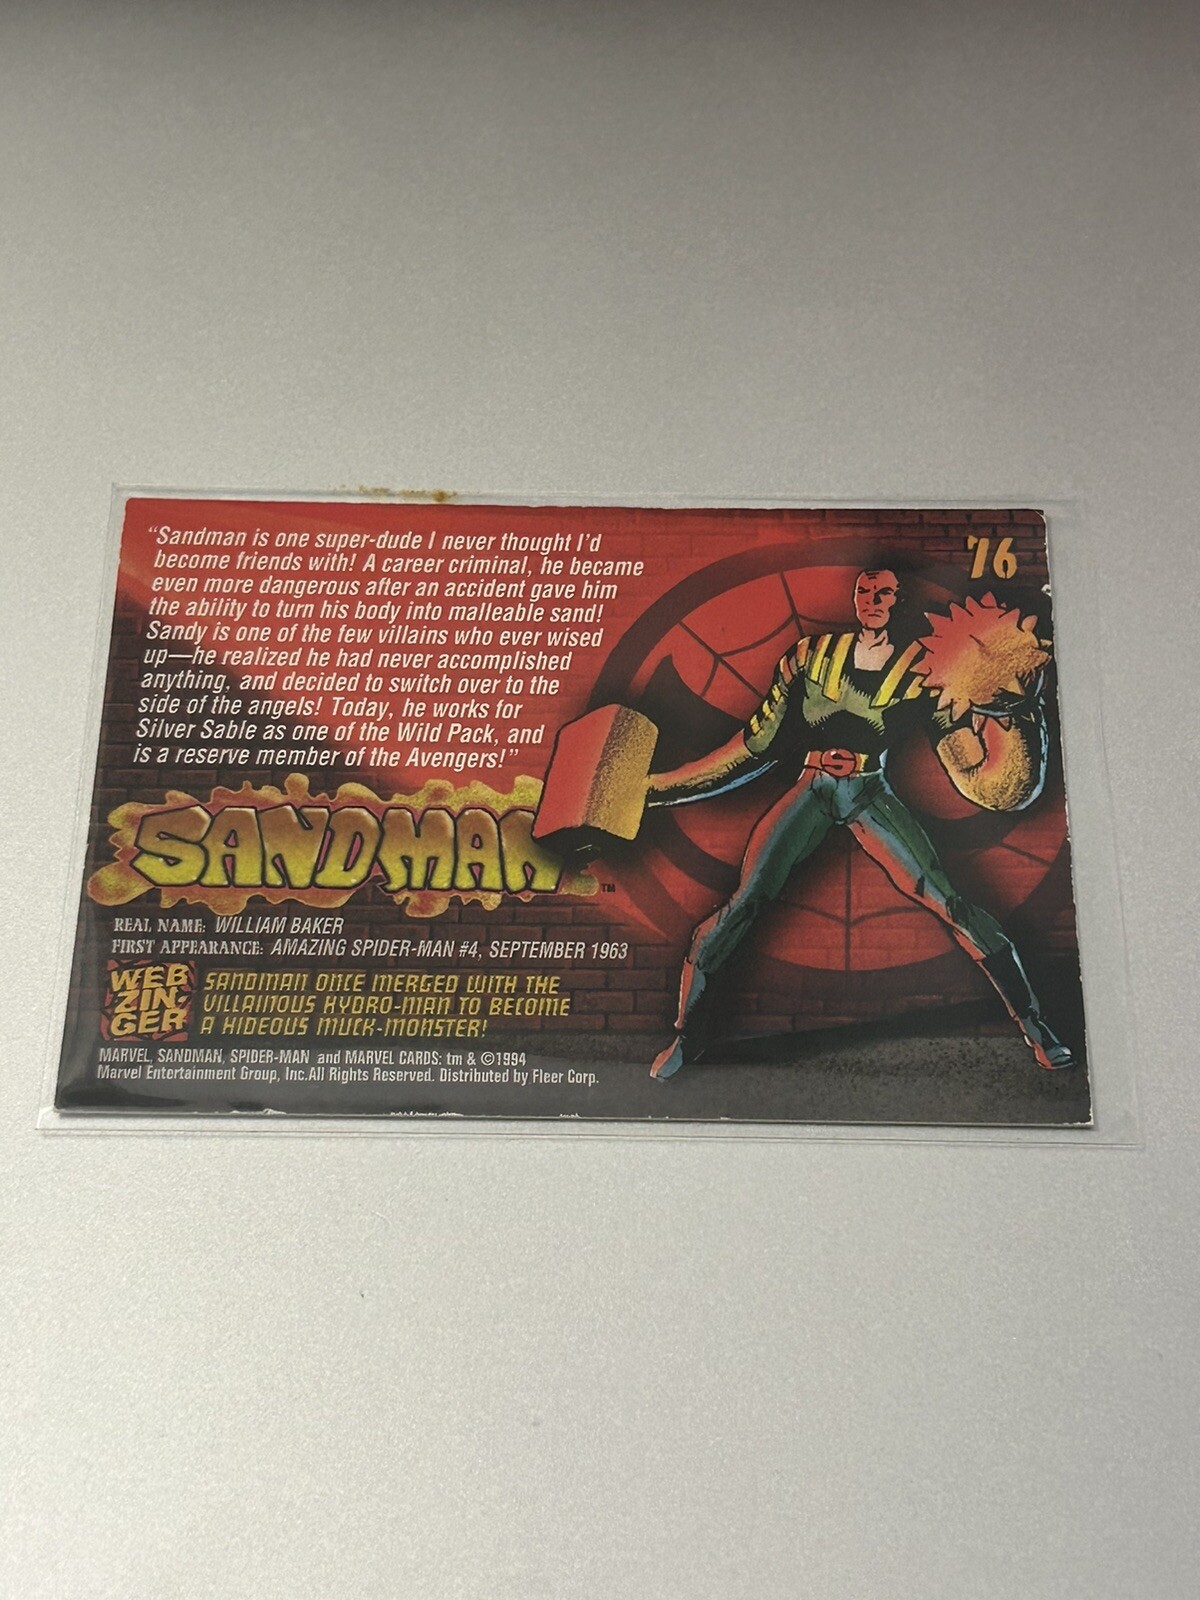 76
"Sandman is one super-dude I never thought I'd
become friends with! A career criminal, he became
even more dangerous after an accident gave him
the ability to turn his body into malleable sand!
Sandy is one of the few villains who ever wised
up—he realized he had never accomplished
anything, and decided to switch over to the
side of the angels! Today, he works for
Silver Sable as one of the Wild Pack, and
is a reserve member of the Avengers!"
SANDMAN™
S
REAL NAME: WILLIAM BAKER
FIRST APPEARANCE: AMAZING SPIDER-MAN #4, SEPTEMBER 1963
WEB
ZIN-
GER
SANDMAN ONCE MERGED WITH THE
VILLAINOUS HYDRO-MAN TO BECOME
A HIDEOUS MUCK-MONSTER!
MARVEL, SANDMAN, SPIDER-MAN and MARVEL CARDS: tm & ©1994
Marvel Entertainment Group, Inc.All Rights Reserved. Distributed by Fleer Corp.